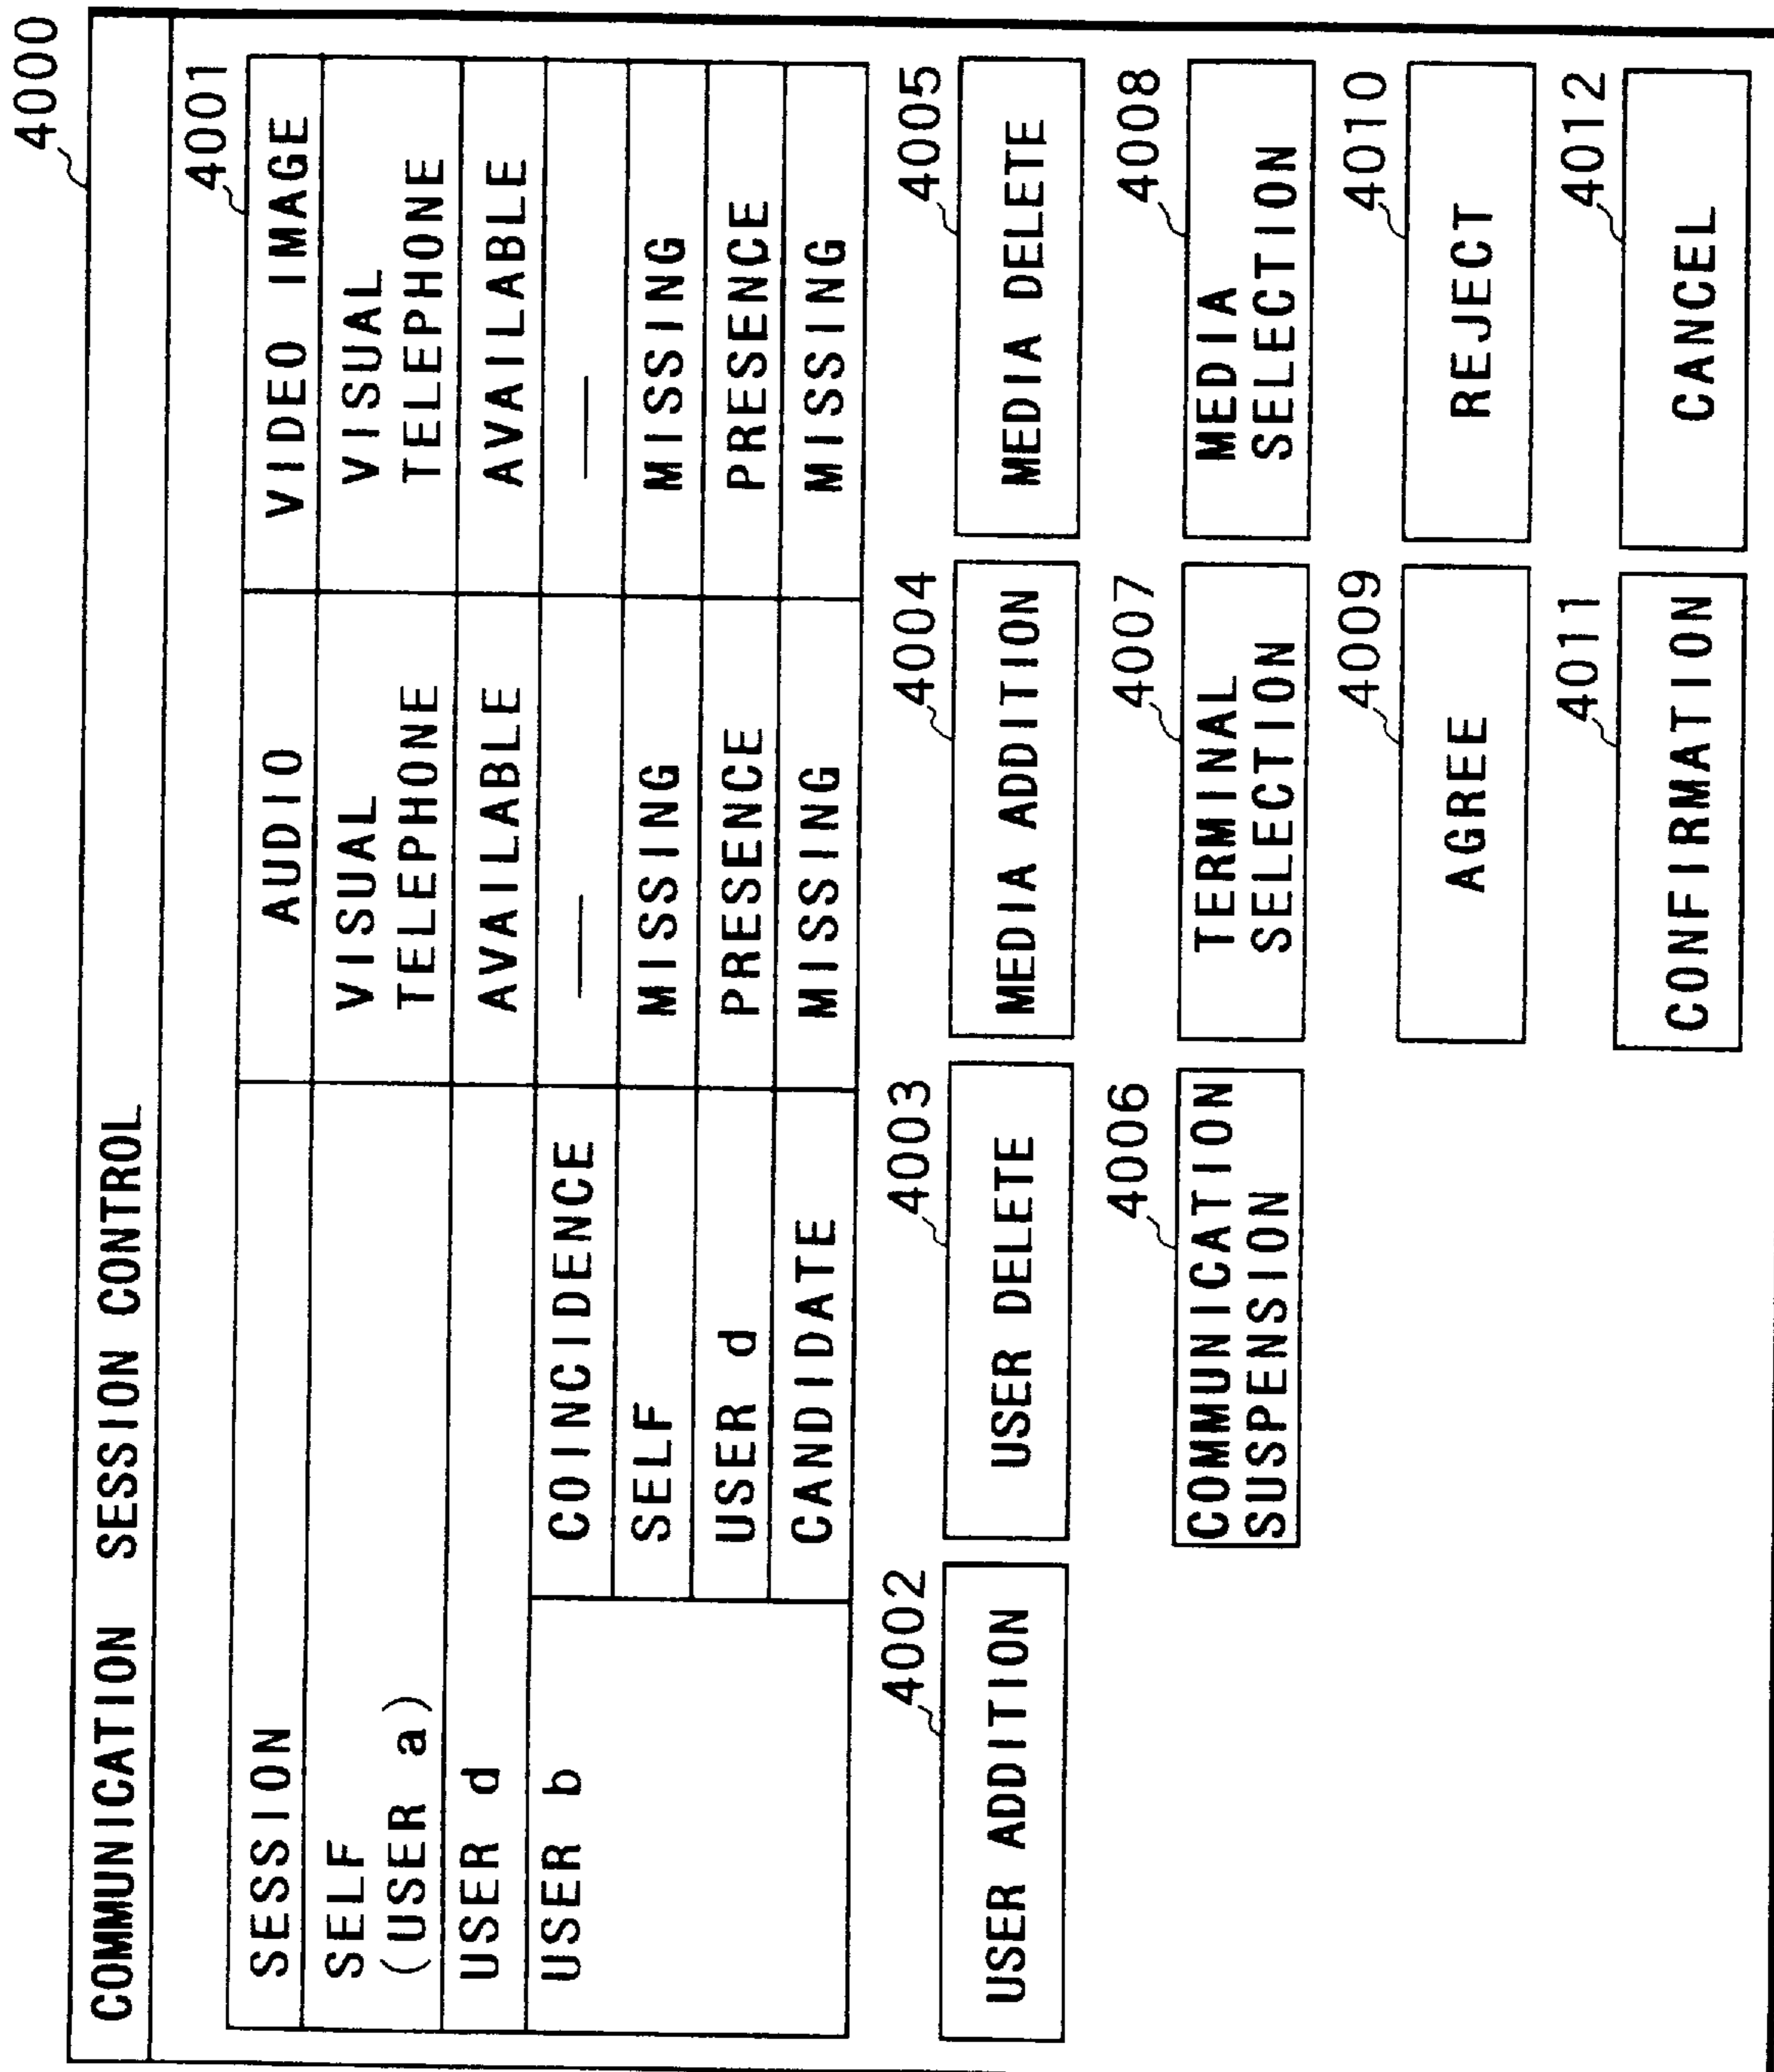 4000
COMMUNICATION SESSION CONTROL
4001
SESSION AUDIO VIDEO IMAGE
SELF VISUAL VISUAL
(USER a) TELEPHONE TELEPHONE
USER d AVAILABLE AVAILABLE
USER b COINCIDENCE — —
SELF MISSING MISSING
USER d PRESENCE PRESENCE
CANDIDATE MISSING MISSING
4002 4003 4004 4005
USER ADDITION USER DELETE MEDIA ADDITION MEDIA DELETE
4006 4007 4008
COMMUNICATION TERMINAL MEDIA
SUSPENSION SELECTION SELECTION
4009 4010
AGREE REJECT
4011 4012
CONFIRMATION CANCEL